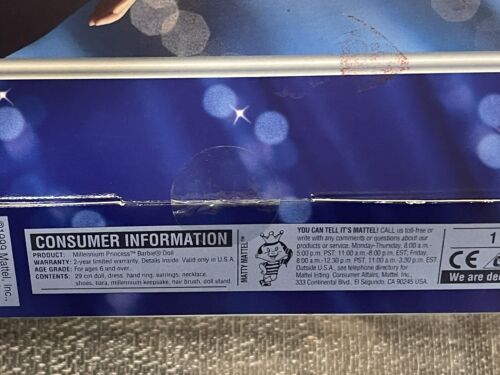 ©1999 Mattel, Inc.,
CONSUMER INFORMATION
PRODUCT: Millennium Princess™ Barbie® Doll
WARRANTY: 2-year limited warranty. Details Inside. Valid only in U.S.A.
AGE GRADE: For ages 6 and over.
CONTENTS: 29 cm doll, dress, hand ring, earrings, necklace,
shoes, tiara, millennium keepsake, hair brush, doll stand.
MATTY MATTEL™
YOU CAN TELL IT'S MATTEL! CALL us toll-free or
write with any comments or questions about our
products or service. Monday-Thursday, 8:00 a.m.-
5:00 p.m. PST, 11:00 a.m.-8:00 p.m. EST; Friday,
8:00 a.m.-12:30 p.m. PST, 11:00 a.m.-3:30 p.m. EST
Outside U.S.A., see telephone directory for
Mattel listing. Consumer Affairs, Mattel, Inc.,
333 Continental Blvd., El Segundo, CA 90245 USA.
1
CE
We are ded